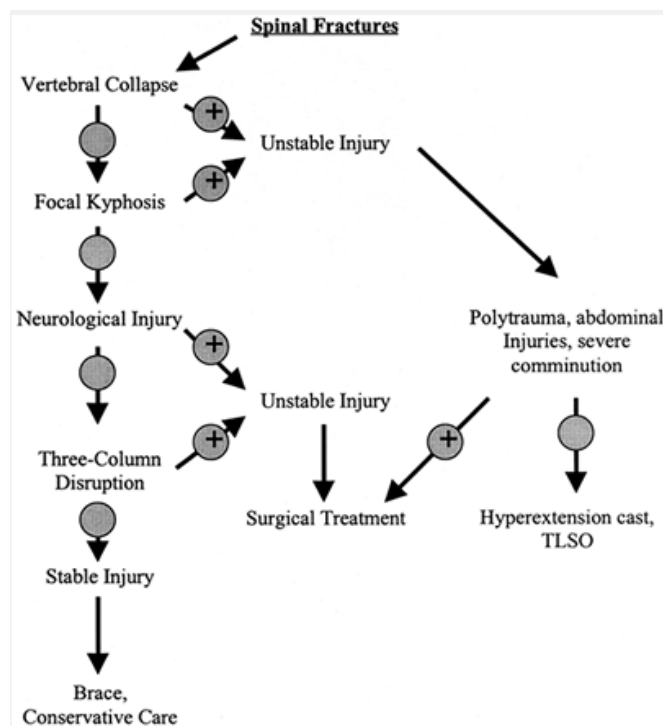 Spinal Fractures
Vertebral Collapse
+
Unstable Injury
+
Focal Kyphosis
Neurological Injury
+
Polytrauma, abdominal
Injuries, severe
comminution
Unstable Injury
+
+
Three-Column
Disruption
Surgical Treatment
Hyperextension cast,
TLSO
Stable Injury
Brace,
Conservative Care